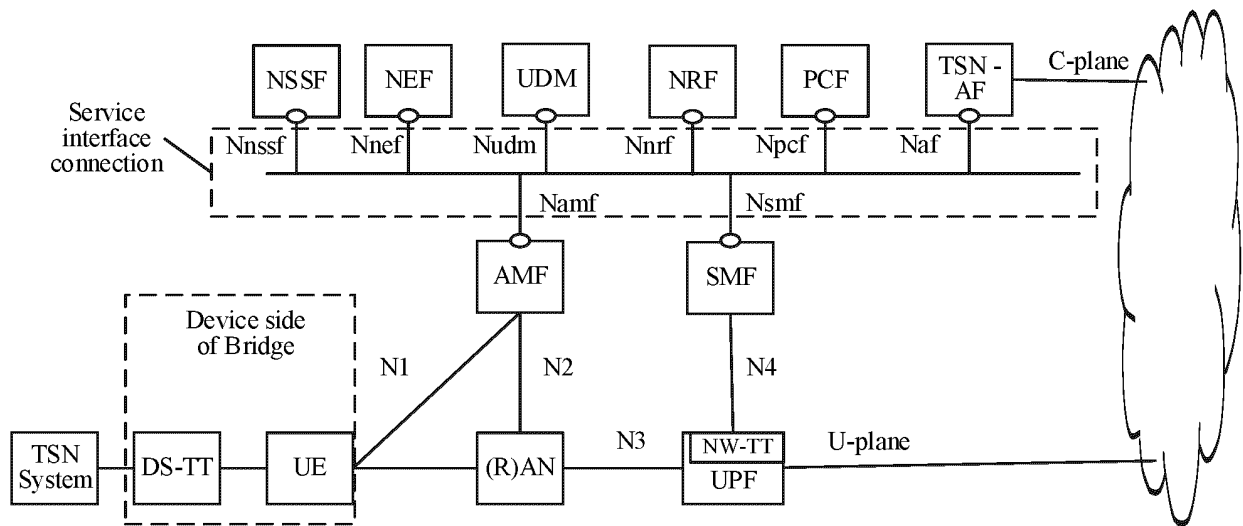 NSSF
NEF
UDM
NRF
PCF
TSN -
AF
C-plane
Service
interface
connection
Nnssf
Nnef
Nudm
Nnrf
Npcf
Naf
Namf
Nsmf
AMF
SMF
Device side
of Bridge
N1
N2
N4
TSN
System
DS-TT
UE
(R)AN
N3
NW-TT
UPF
U-plane